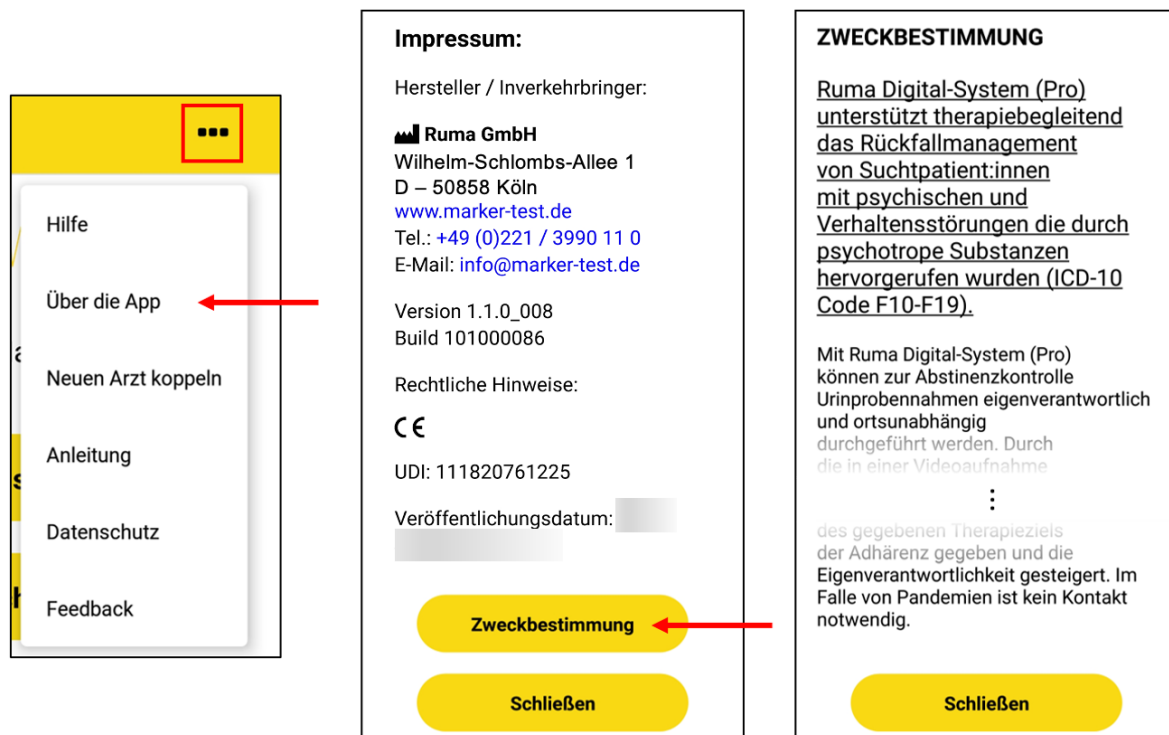 Hilfe
Über die App
Neuen Arzt koppeln
Anleitung
Datenschutz
Feedback
Impressum:
Hersteller / Inverkehrbringer:
Ruma GmbH
Wilhelm-Schlombs-Allee 1
D – 50858 Köln
www.marker-test.de
Tel.: +49 (0)221 / 3990 11 0
E-Mail: info@marker-test.de
Version 1.1.0_008
Build 101000086
Rechtliche Hinweise:
CE
UDI: 111820761225
Veröffentlichungsdatum:
Zweckbestimmung
Schließen
ZWECKBESTIMMUNG
Ruma Digital-System (Pro)
unterstützt therapiebegleitend
das Rückfallmanagement
von Suchtpatient:innen
mit psychischen und
Verhaltensstörungen die durch
psychotrope Substanzen
hervorgerufen wurden (ICD-10
Code F10-F19).
Mit Ruma Digital-System (Pro)
können zur Abstinenzkontrolle
Urinprobennahmen eigenverantwortlich
und ortsunabhängig
durchgeführt werden. Durch
die in einer Videoaufnahme
des gegebenen Therapieziels
der Adhärenz gegeben und die
Eigenverantwortlichkeit gesteigert. Im
Falle von Pandemien ist kein Kontakt
notwendig.
Schließen